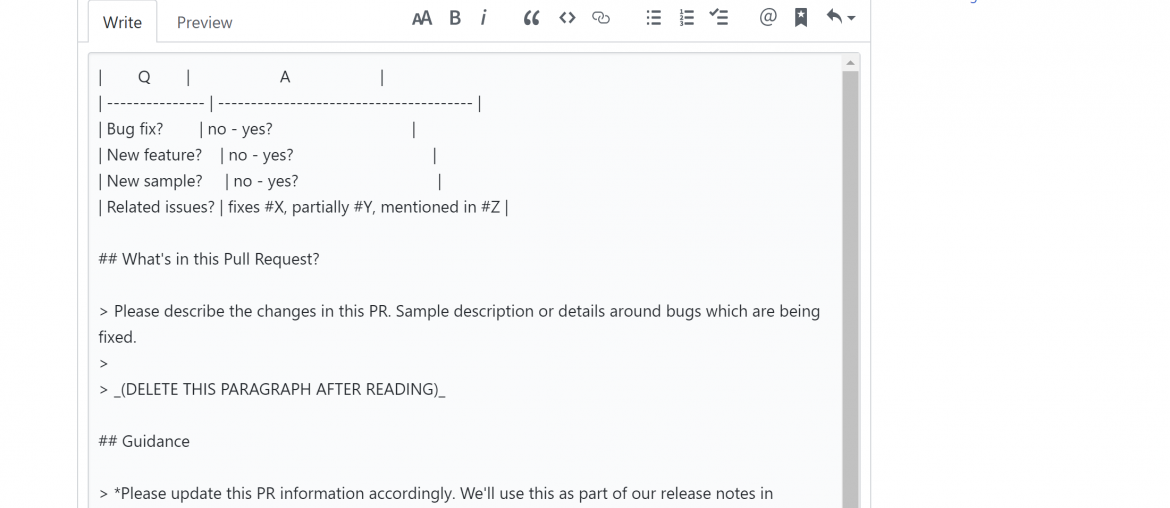 Write Preview
| Q | A |
| --------------- | --------------------------------------- |
| Bug fix? | no - yes? |
| New feature? | no - yes? |
| New sample? | no - yes? |
| Related issues? | fixes #X, partially #Y, mentioned in #Z |
## What's in this Pull Request?
> Please describe the changes in this PR. Sample description or details around bugs which are being
fixed.
>
> _(DELETE THIS PARAGRAPH AFTER READING)_
## Guidance
> *Please update this PR information accordingly. We'll use this as part of our release notes in